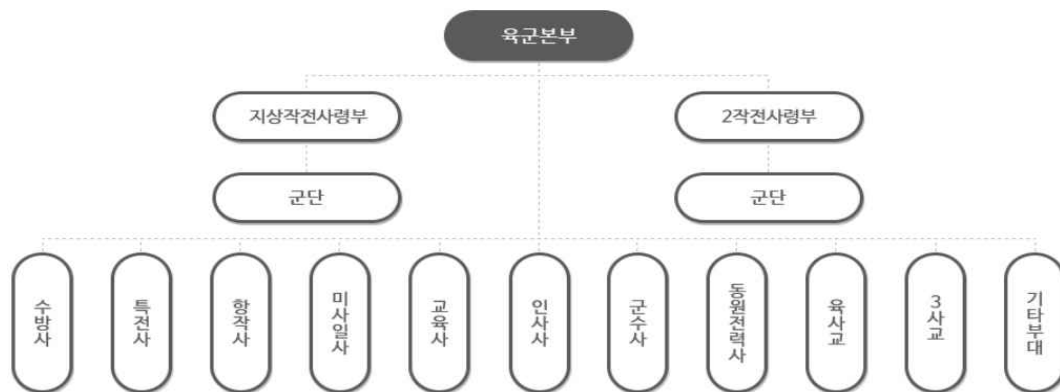 육군본부
지상작전사령부
2작전사령부
군단
군단
수방사
특전사
항작사
미사일사
교육사
인사사
군수사
동원전력사
육사교
3사교
기타부대